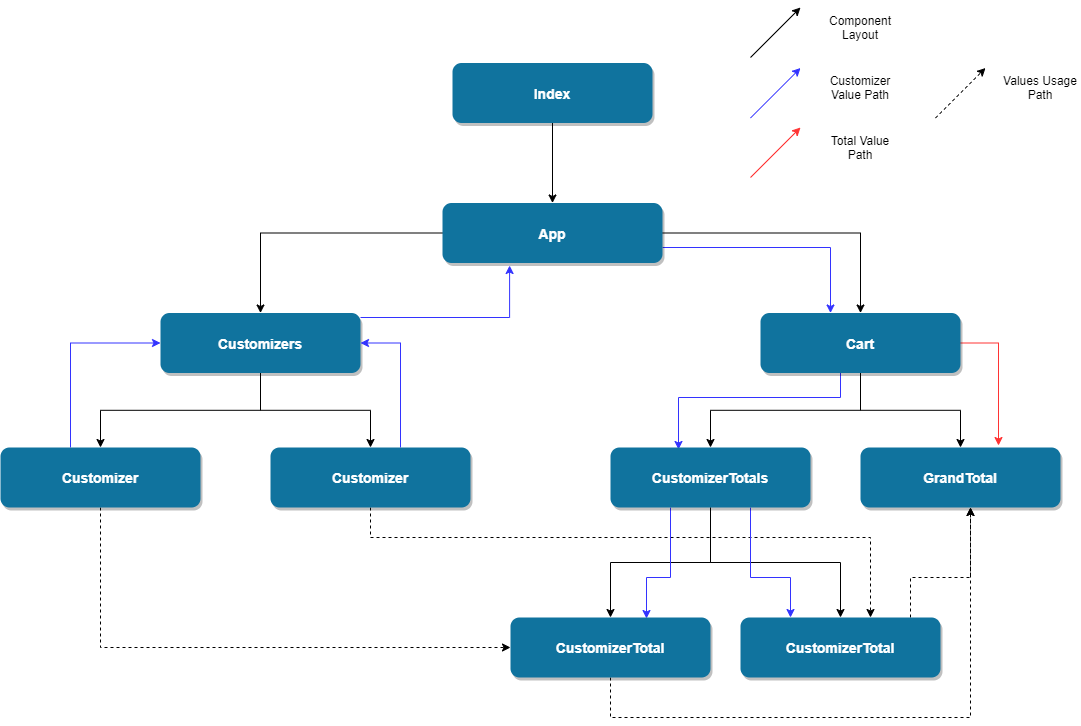 Component
Layout
Customizer
Value Path
Values Usage
Path
Total Value
Path
Index
App
Customizers
Cart
Customizer
Customizer
CustomizerTotals
GrandTotal
CustomizerTotal
CustomizerTotal